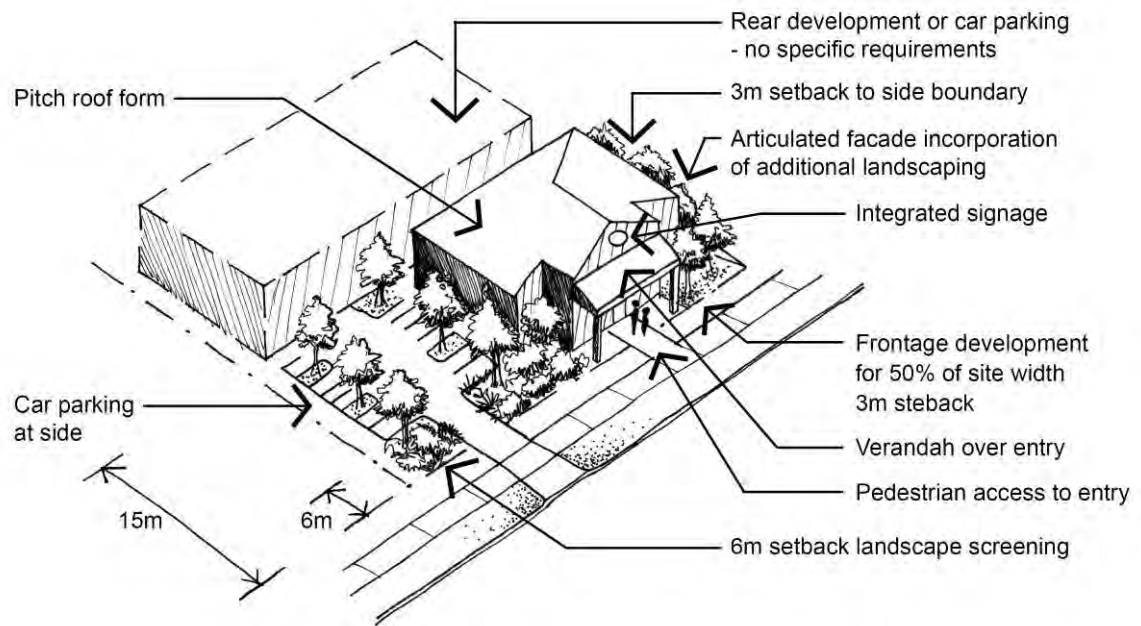 Rear development or car parking
- no specific requirements
Pitch roof form
3m setback to side boundary
Articulated facade incorporation
of additional landscaping
Integrated signage
Frontage development
for 50% of site width
3m steback
Car parking
at side
Verandah over entry
Pedestrian access to entry
15m
6m
6m setback landscape screening